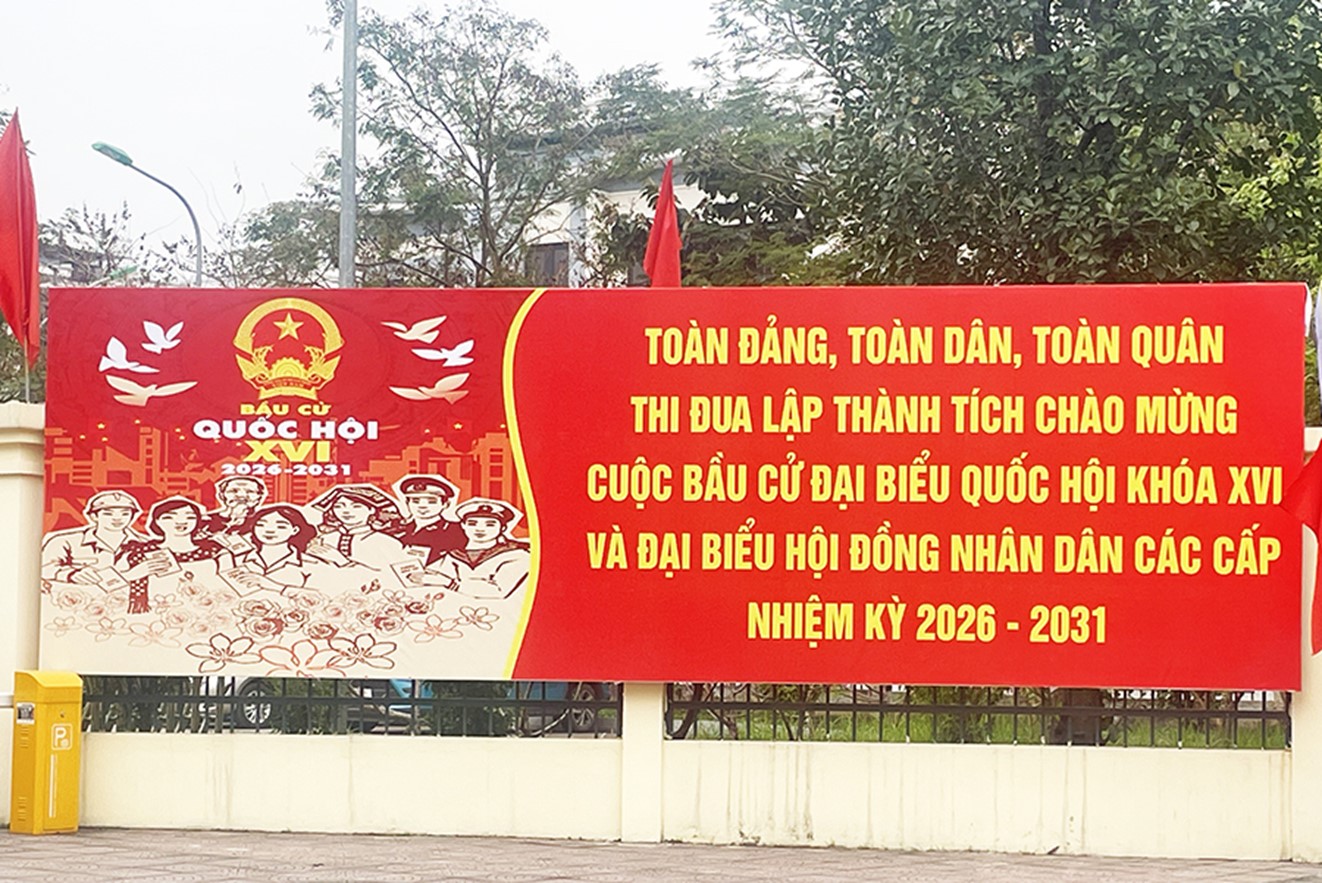 BẦU CỬ
QUỐC HỘI
XVI
2026-2031
TOÀN ĐẢNG, TOÀN DÂN, TOÀN QUÂN
THI ĐUA LẬP THÀNH TÍCH CHÀO MỪNG
CUỘC BẦU CỬ ĐẠI BIỂU QUỐC HỘI KHÓA XVI
VÀ ĐẠI BIỂU HỘI ĐỒNG NHÂN DÂN CÁC CẤP
NHIỆM KỲ 2026 - 2031
P